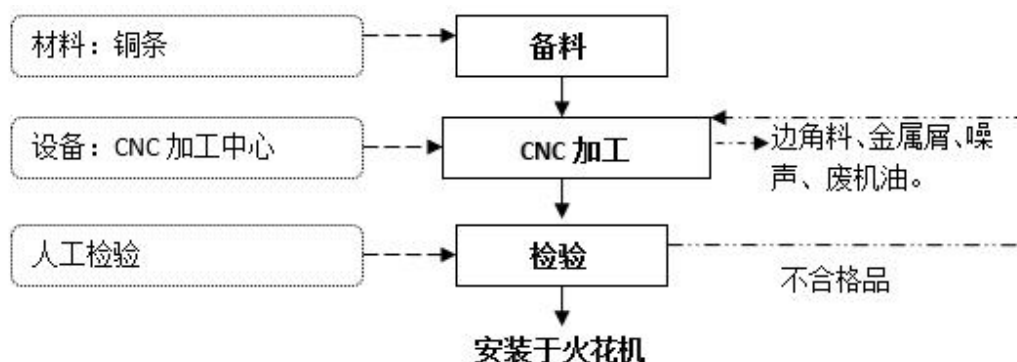 材料：铜条
备料
设备：CNC 加工中心
CNC 加工
边角料、金属屑、噪
声、废机油。
人工检验
检验
不合格品
安装于火花机